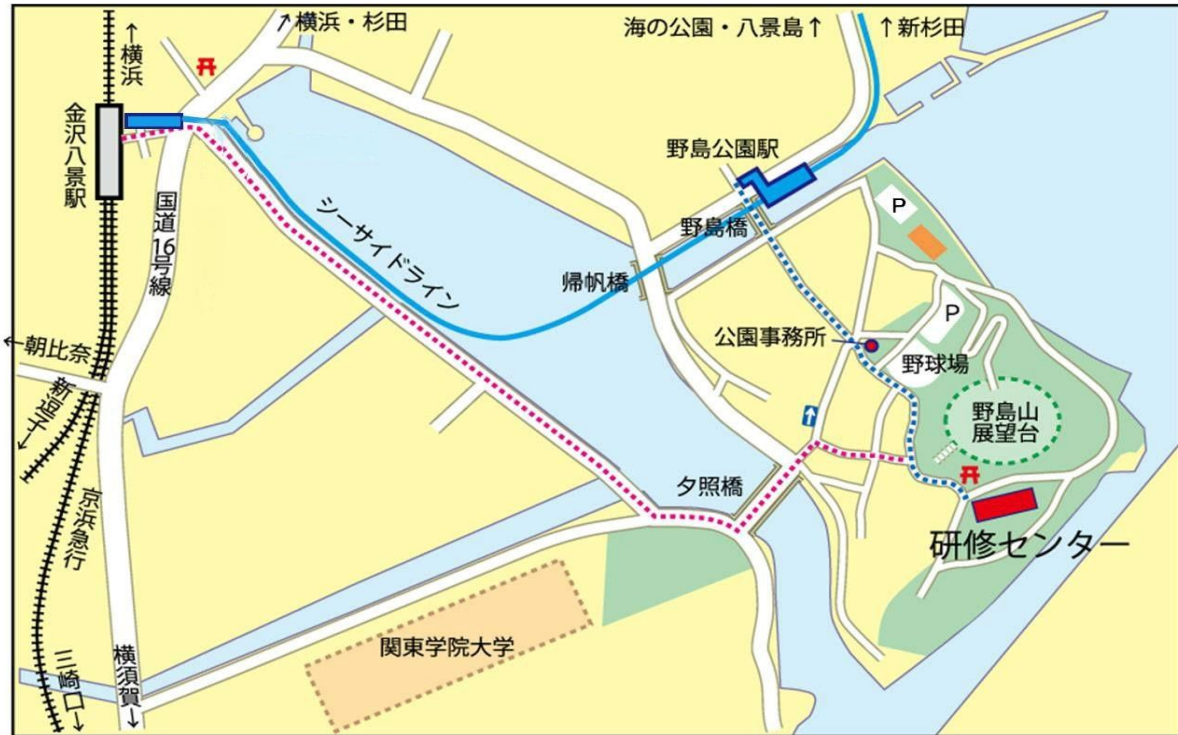 ↗横浜・杉田
海の公園・八景島↑
↑新杉田
←横浜
金沢八景駅
野島公園駅
P
国道16号線
シーサイドライン
野島橋
帰帆橋
P
公園事務所
野球場
←朝比奈
新逗子→
野島山
展望台
夕照橋
京浜急行
研修センター
関東学院大学
三崎口→
横須賀→